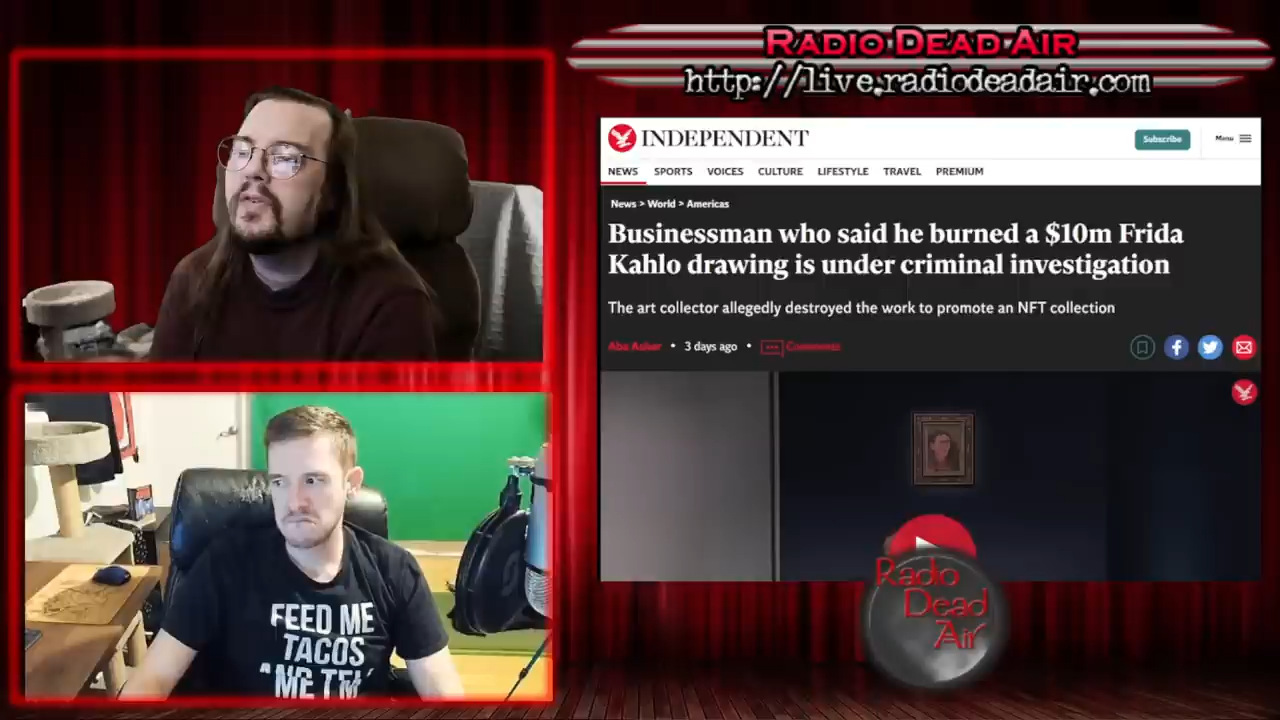 RADIO DEAD AIR
http://live.radiodeadair.com
INDEPENDENT
Subscribe
Menu
NEWS SPORTS VOICES CULTURE LIFESTYLE TRAVEL PREMIUM
News > World > Americas
Businessman who said he burned a $10m Frida
Kahlo drawing is under criminal investigation
The art collector allegedly destroyed the work to promote an NFT collection
3 days ago • Comments
Radio
Dead
Air
FEED ME
TACOS